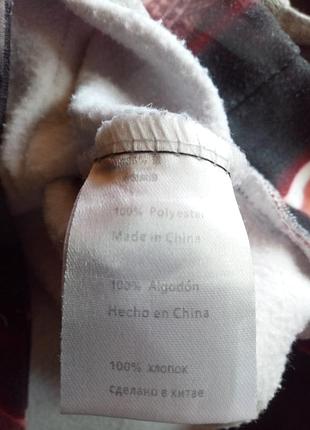 100% Polyester
Made in China
100% Algodón
Hecho en China
100% хлопок
сделано в китае